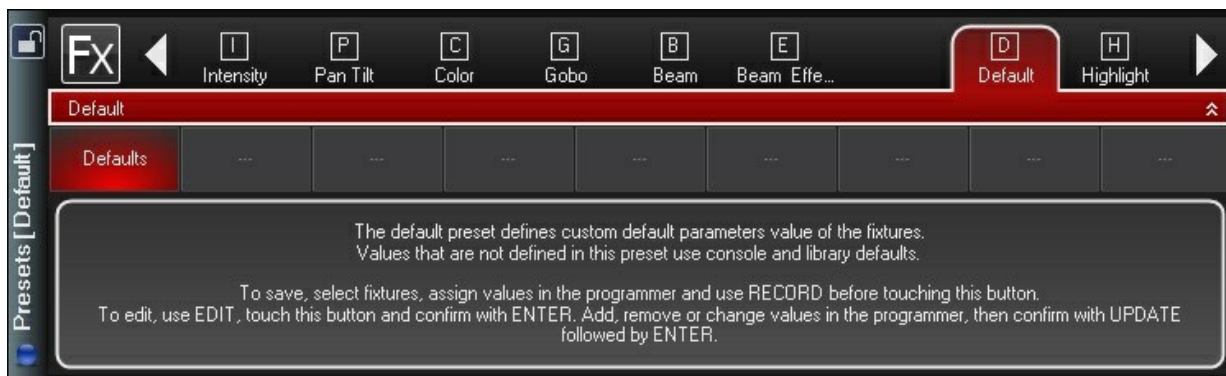 Presets [Default]
Fx
I P C G B E D H
Intensity Pan Tilt Color Gobo Beam Beam Effe... Default Highlight
Default
Defaults --- --- --- --- --- --- --- ---
The default preset defines custom default parameters value of the fixtures.
Values that are not defined in this preset use console and library defaults.
To save, select fixtures, assign values in the programmer and use RECORD before touching this button.
To edit, use EDIT, touch this button and confirm with ENTER. Add, remove or change values in the programmer, then confirm with UPDATE
followed by ENTER.